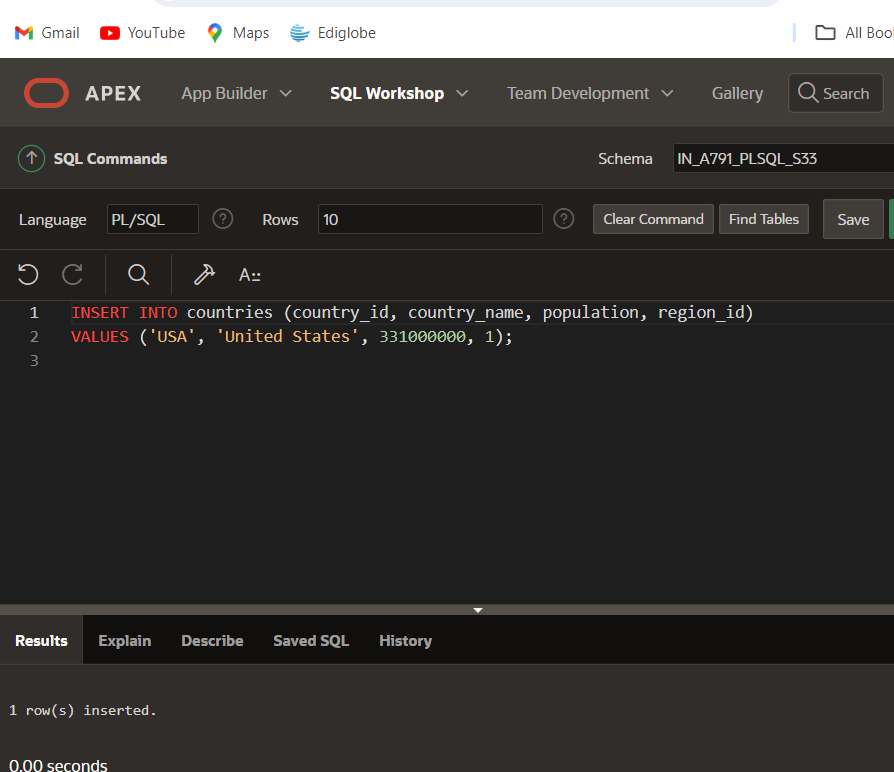 Gmail YouTube Maps Ediglobe All Boo
APEX App Builder SQL Workshop Team Development Gallery Search
SQL Commands Schema IN_A791_PLSQL_S33
Language PL/SQL ? Rows 10 ? Clear Command Find Tables Save
A::
1 INSERT INTO countries (country_id, country_name, population, region_id)
2 VALUES ('USA', 'United States', 331000000, 1);
3
Results Explain Describe Saved SQL History
1 row(s) inserted.
0.00 seconds